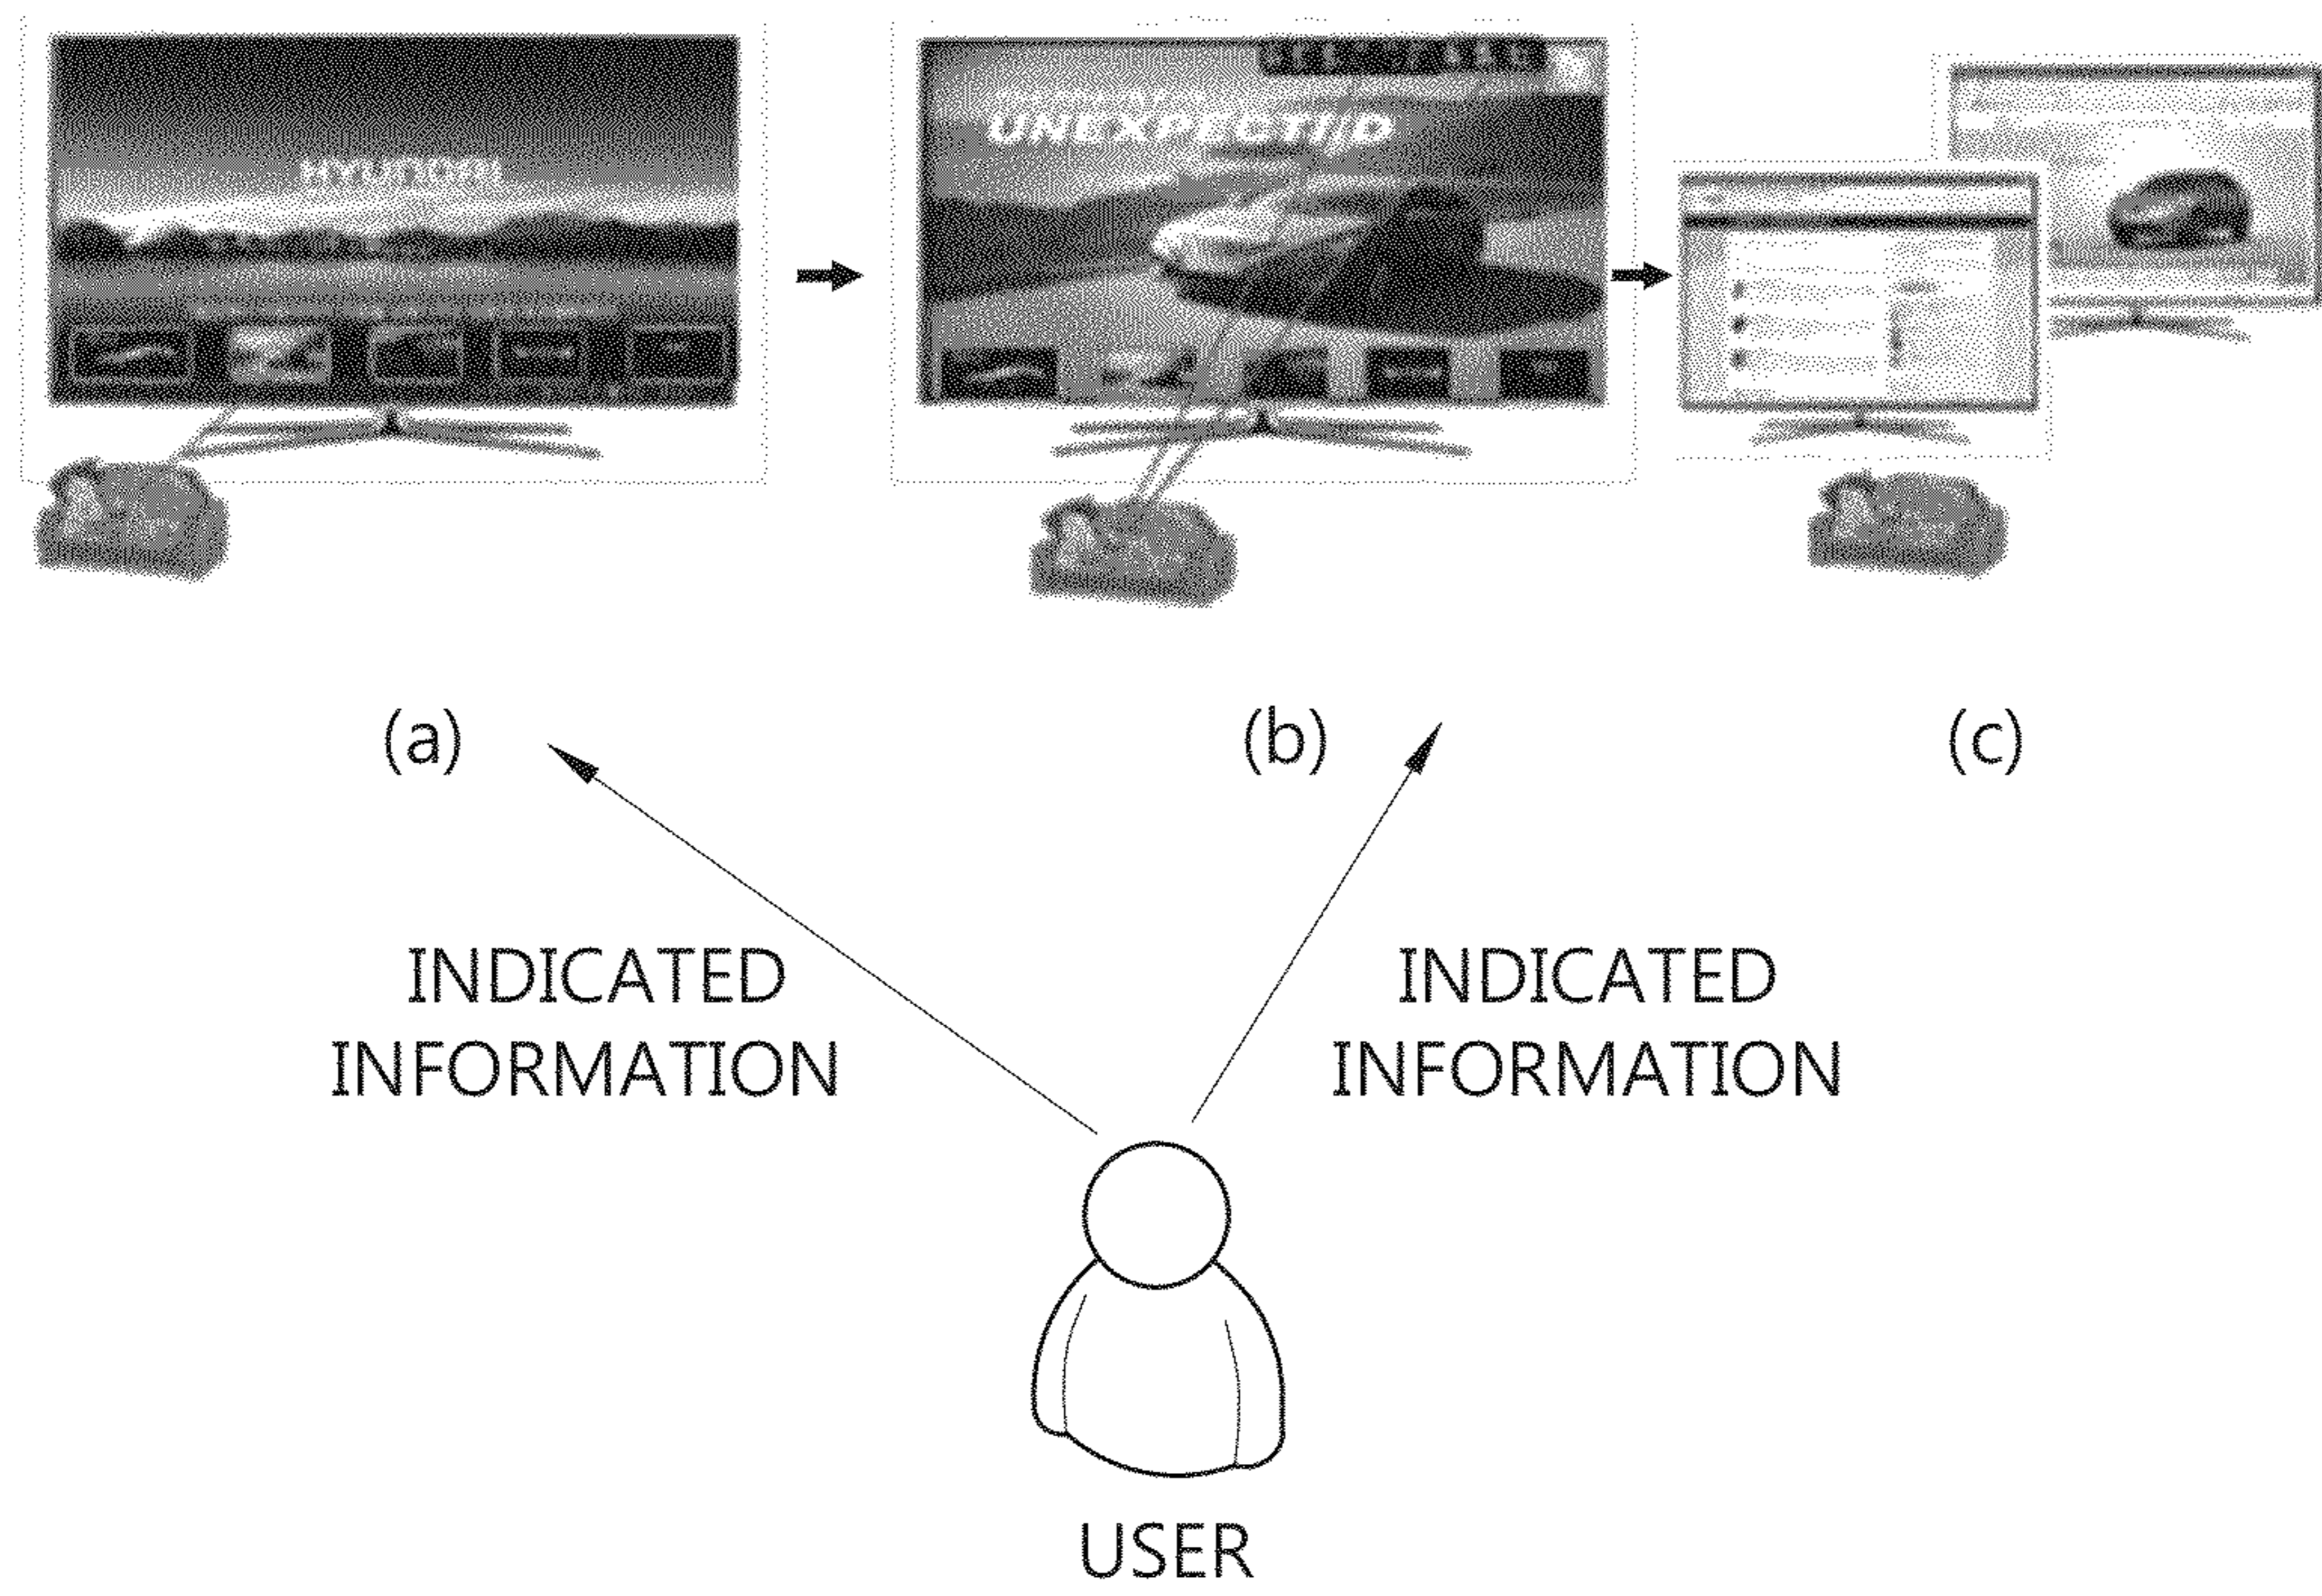 HYUNDAI
UNEXPECTED
(a)
(b)
(c)
INDICATED
INFORMATION
INDICATED
INFORMATION
USER